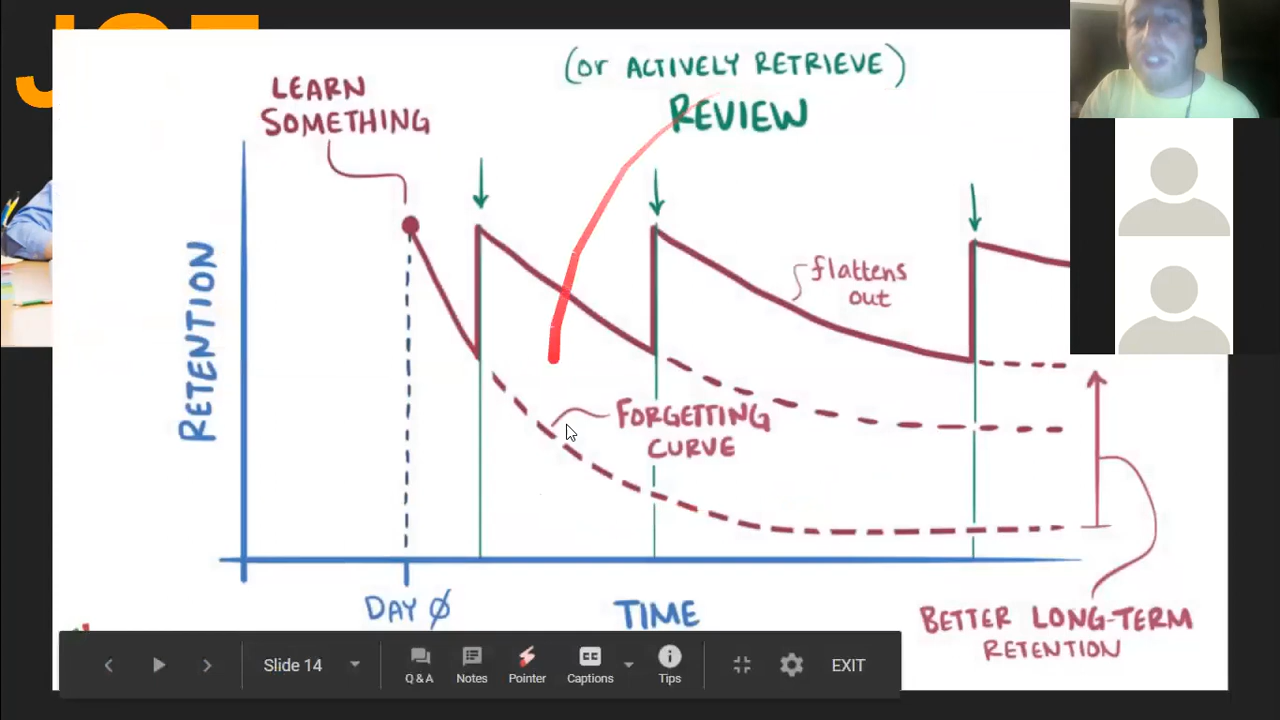 (or ACTIVELY RETRIEVE)
REVIEW
LEARN
SOMETHING
RETENTION
flattens
out
FORGETTING
CURVE
DAY Ø
TIME
BETTER LONG-TERM
RETENTION
Slide 14
Q & A
Notes
Pointer
CC
Captions
Tips
EXIT